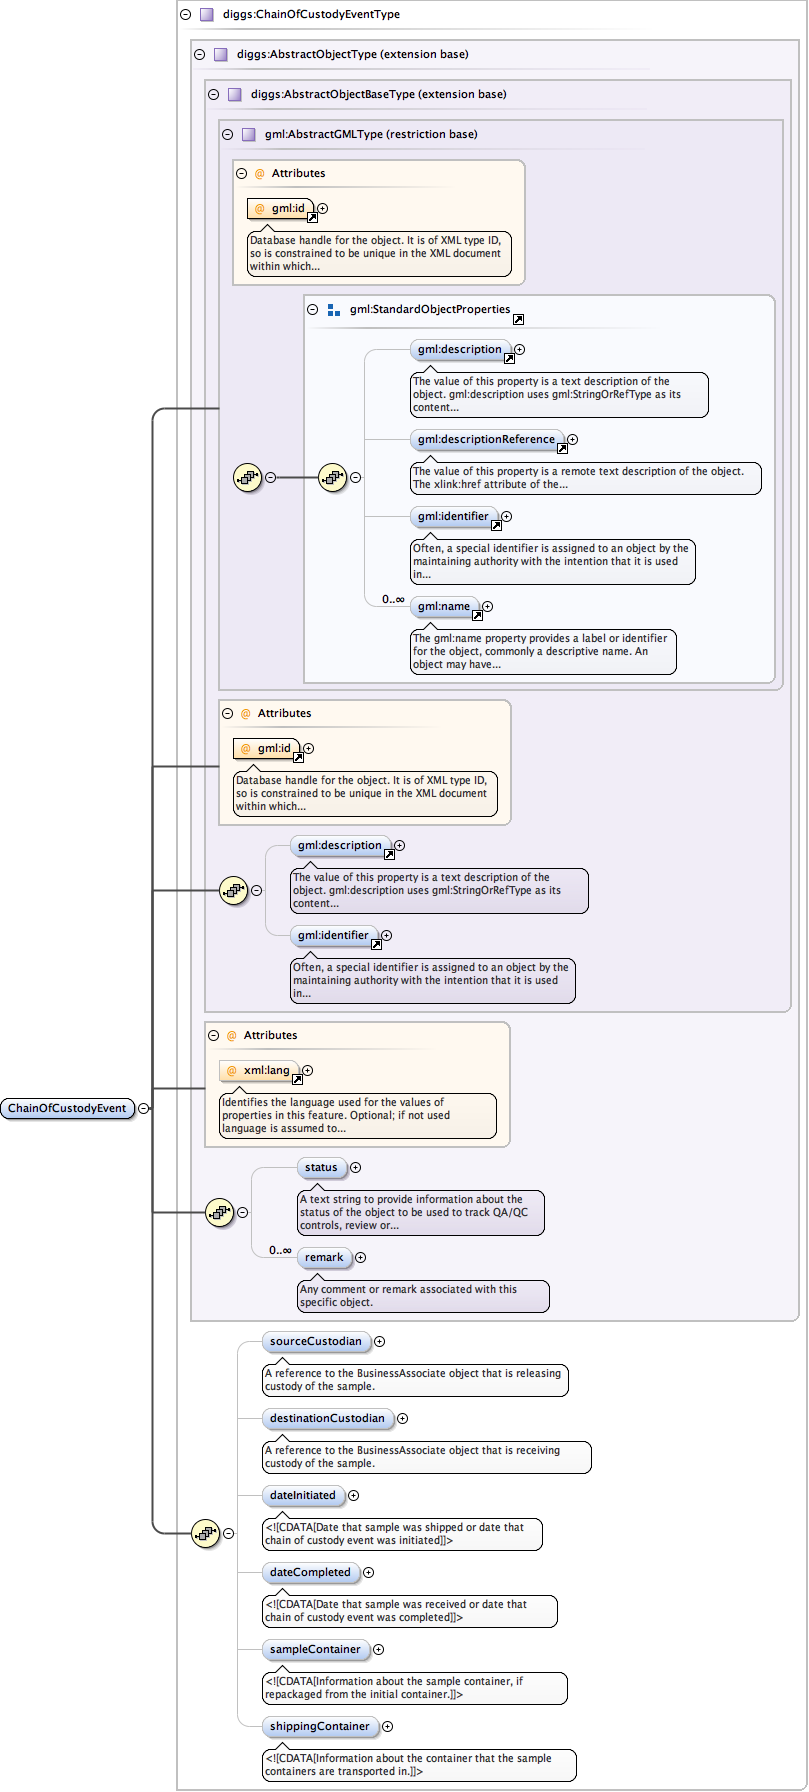 diggs:ChainOfCustodyEventType
diggs:AbstractObjectType (extension base)
diggs:AbstractObjectBaseType (extension base)
gml:AbstractGMLType (restriction base)
@ Attributes
@ gml:id
Database handle for the object. It is of XML type ID,
so is constrained to be unique in the XML document
within which...
gml:StandardObjectProperties
gml:description
The value of this property is a text description of the
object. gml:description uses gml:StringOrRefType as its
content...
gml:descriptionReference
The value of this property is a remote text description of the object.
The xlink:href attribute of the...
gml:identifier
Often, a special identifier is assigned to an object by the
maintaining authority with the intention that it is used
in...
0..∞
gml:name
The gml:name property provides a label or identifier
for the object, commonly a descriptive name. An
object may have...
@ Attributes
@ gml:id
Database handle for the object. It is of XML type ID,
so is constrained to be unique in the XML document
within which...
gml:description
The value of this property is a text description of the
object. gml:description uses gml:StringOrRefType as its
content...
gml:identifier
Often, a special identifier is assigned to an object by the
maintaining authority with the intention that it is used
in...
@ Attributes
@ xml:lang
Identifies the language used for the values of
properties in this feature. Optional; if not used
language is assumed to...
ChainOfCustodyEvent
status
A text string to provide information about the
status of the object to be used to track QA/QC
controls, review or...
0..∞
remark
Any comment or remark associated with this
specific object.
sourceCustodian
A reference to the BusinessAssociate object that is releasing
custody of the sample.
destinationCustodian
A reference to the BusinessAssociate object that is receiving
custody of the sample.
dateInitiated
<![CDATA[Date that sample was shipped or date that
chain of custody event was initiated]]>
dateCompleted
<![CDATA[Date that sample was received or date that
chain of custody event was completed]]>
sampleContainer
<![CDATA[Information about the sample container, if
repackaged from the initial container.]]>
shippingContainer
<![CDATA[Information about the container that the sample
containers are transported in.]]>